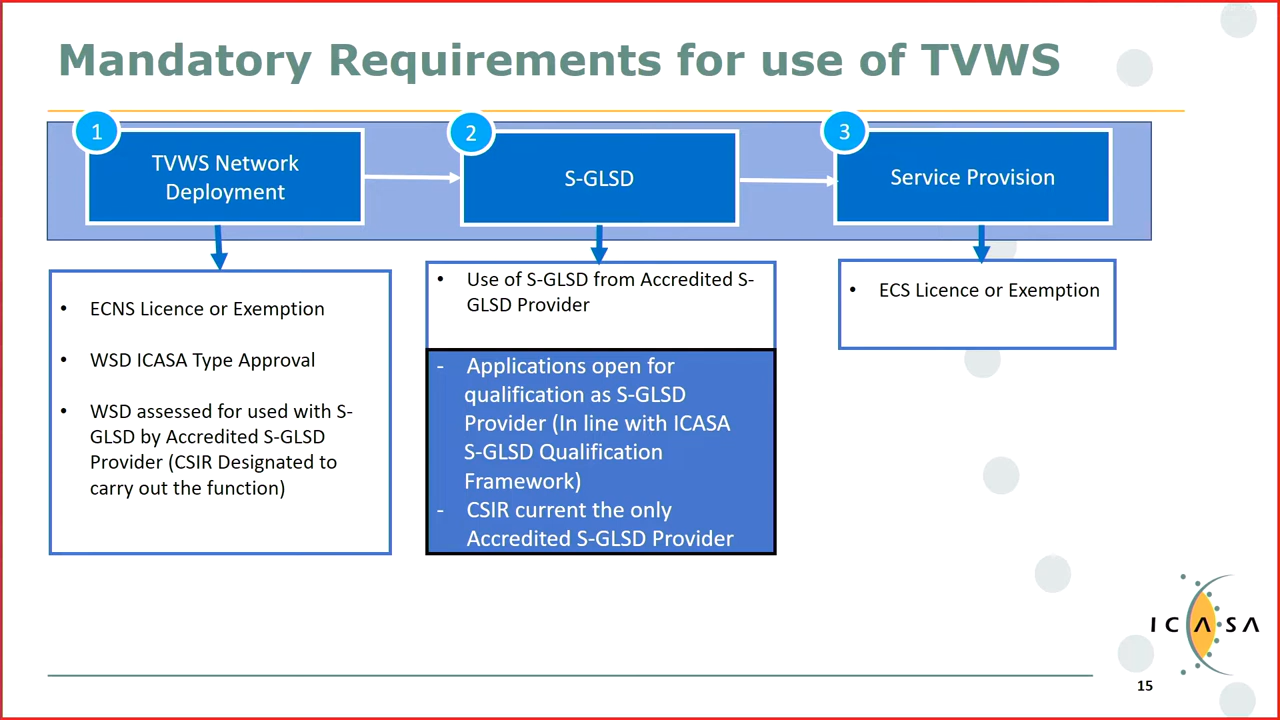 Mandatory Requirements for use of TVWS
1
TVWS Network
Deployment
2
S-GLSD
3
Service Provision
• ECNS Licence or Exemption
• WSD ICASA Type Approval
• WSD assessed for used with S-
GLSD by Accredited S-GLSD
Provider (CSIR Designated to
carry out the function)
• Use of S-GLSD from Accredited S-
GLSD Provider
- Applications open for
qualification as S-GLSD
Provider (In line with ICASA
S-GLSD Qualification
Framework)
- CSIR current the only
Accredited S-GLSD Provider
• ECS Licence or Exemption
ICASA
15